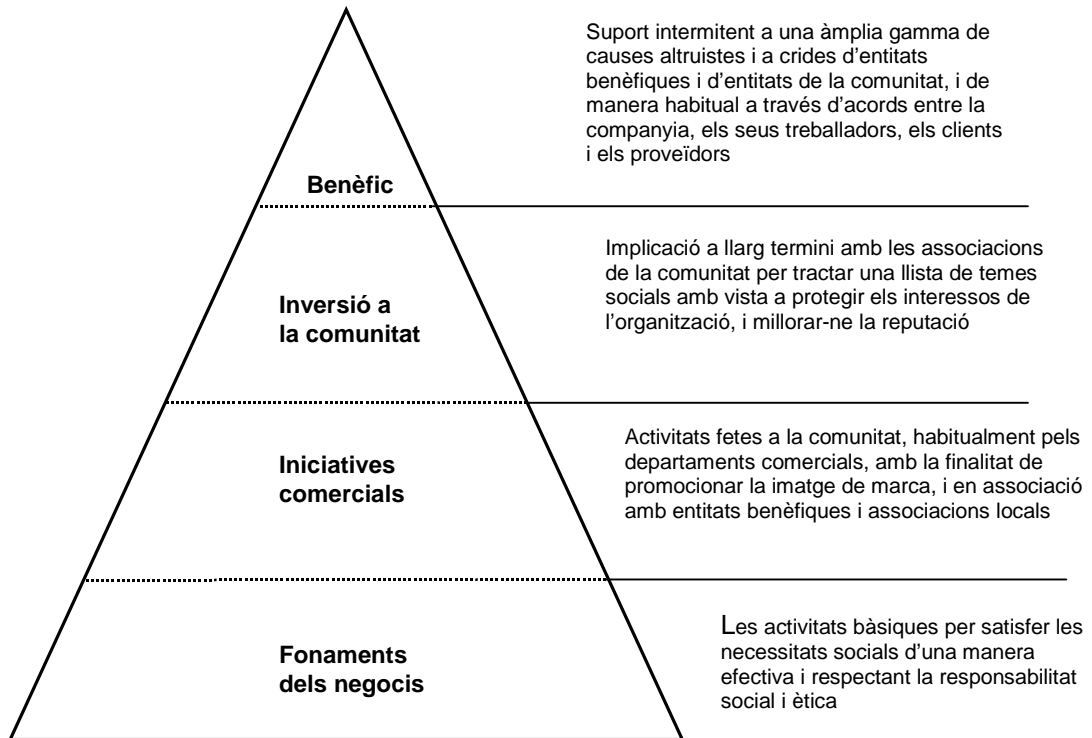 Suport intermitent a una àmplia gamma de
causes altruistes i a crides d’entitats
benèfiques i d’entitats de la comunitat, i de
manera habitual a través d’acords entre la
companyia, els seus treballadors, els clients
i els proveïdors
Benèfic
Implicació a llarg termini amb les associacions
de la comunitat per tractar una llista de temes
socials amb vista a protegir els interessos de
l’organització, i millorar-ne la reputació
Inversió a
la comunitat
Activitats fetes a la comunitat, habitualment pels
departaments comercials, amb la finalitat de
promocionar la imatge de marca, i en associació
amb entitats benèfiques i associacions locals
Iniciatives
comercials
Les activitats bàsiques per satisfer les
necessitats socials d’una manera
efectiva i respectant la responsabilitat
social i ètica
Fonaments
dels negocis